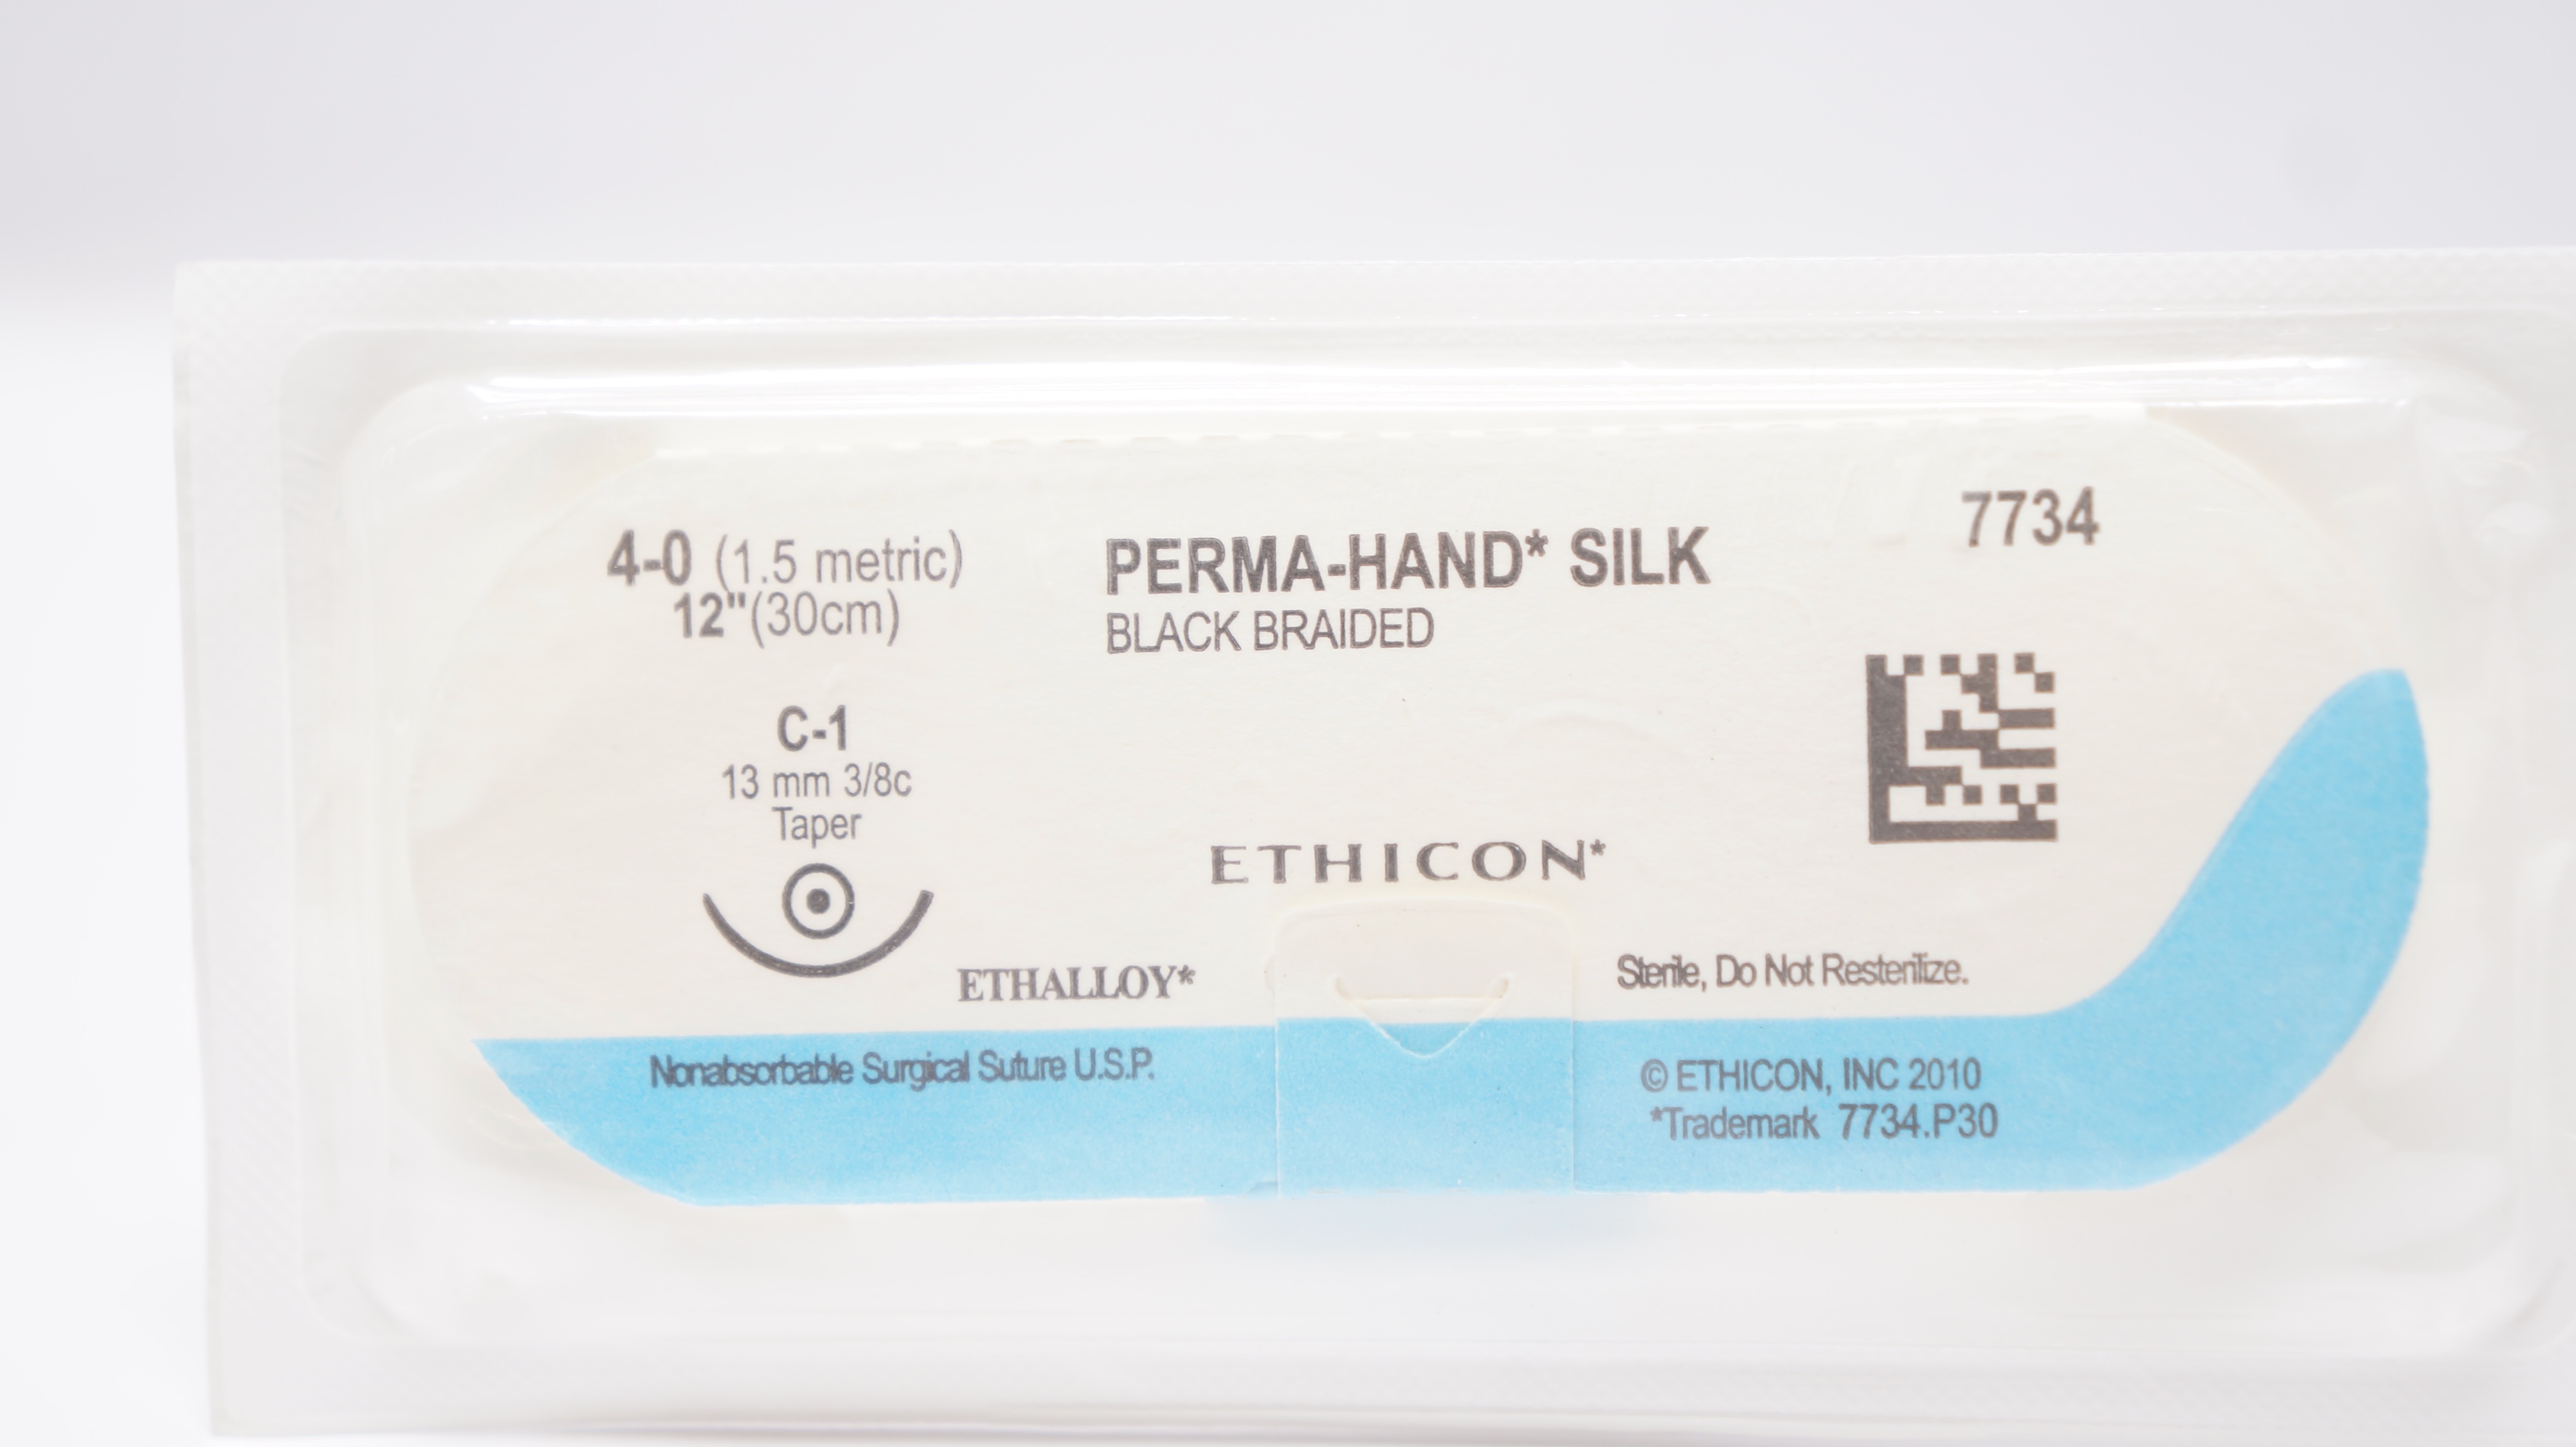 4-0 (1.5 metric)
12"(30cm)
PERMA-HAND* SILK
BLACK BRAIDED
7734
C-1
13 mm 3/8c
Taper
ETHICON*
ETHALLOY*
Sterile, Do Not Resterilize.
Nonabsorbable Surgical Suture U.S.P.
© ETHICON, INC 2010
*Trademark 7734.P30